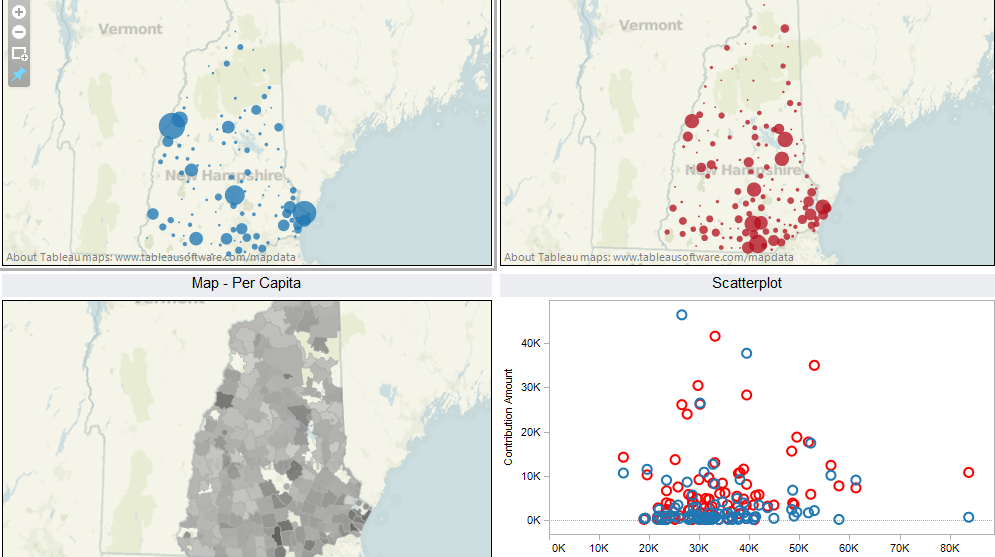 Vermont
Vermont
New Hampshire
New Hampshire
About Tableau maps: www.tableausoftware.com/mapdata
About Tableau maps: www.tableausoftware.com/mapdata
Map - Per Capita
Scatterplot
Contribution Amount
40K
30K
20K
10K
0K
0K 10K 20K 30K 40K 50K 60K 70K 80K